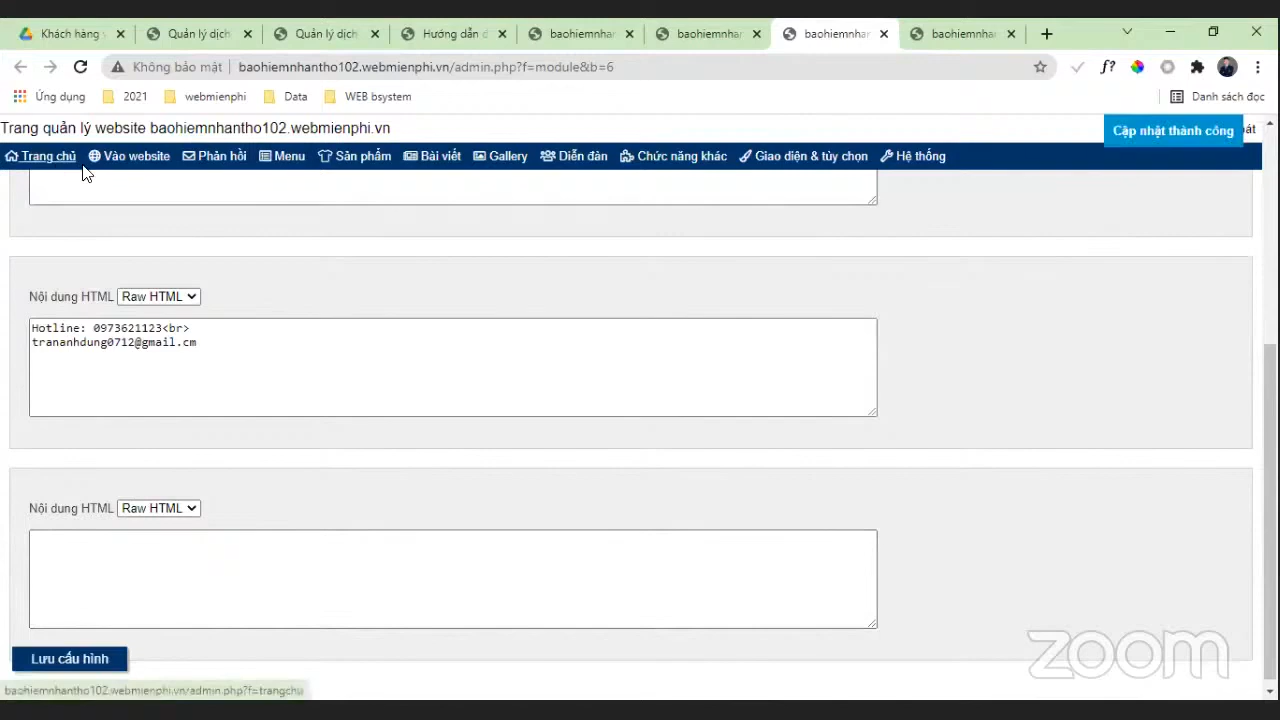 Khách hàng
Quản lý dịch
Quản lý dịch
Hướng dẫn d
baohiemnhan
baohiemnhan
baohiemnhan
baohiemnhan
Không bảo mật
baohiemnhantho102.webmienphi.vn/admin.php?f=module&b=6
Ứng dụng
2021
webmienphi
Data
WEB bsystem
Danh sách đọc
Trang quản lý website baohiemnhantho102.webmienphi.vn
Cập nhật thành công
át
Trang chủ
Vào website
Phản hồi
Menu
Sản phẩm
Bài viết
Gallery
Diễn đàn
Chức năng khác
Giao diện & tùy chọn
Hệ thống
Nội dung HTML Raw HTML
Hotline: 0973621123<br>
trananhdung0712@gmail.cm
Nội dung HTML Raw HTML
Lưu cấu hình
zoom
baohiemnhantho102.webmienphi.vn/admin.php?f=trangchu